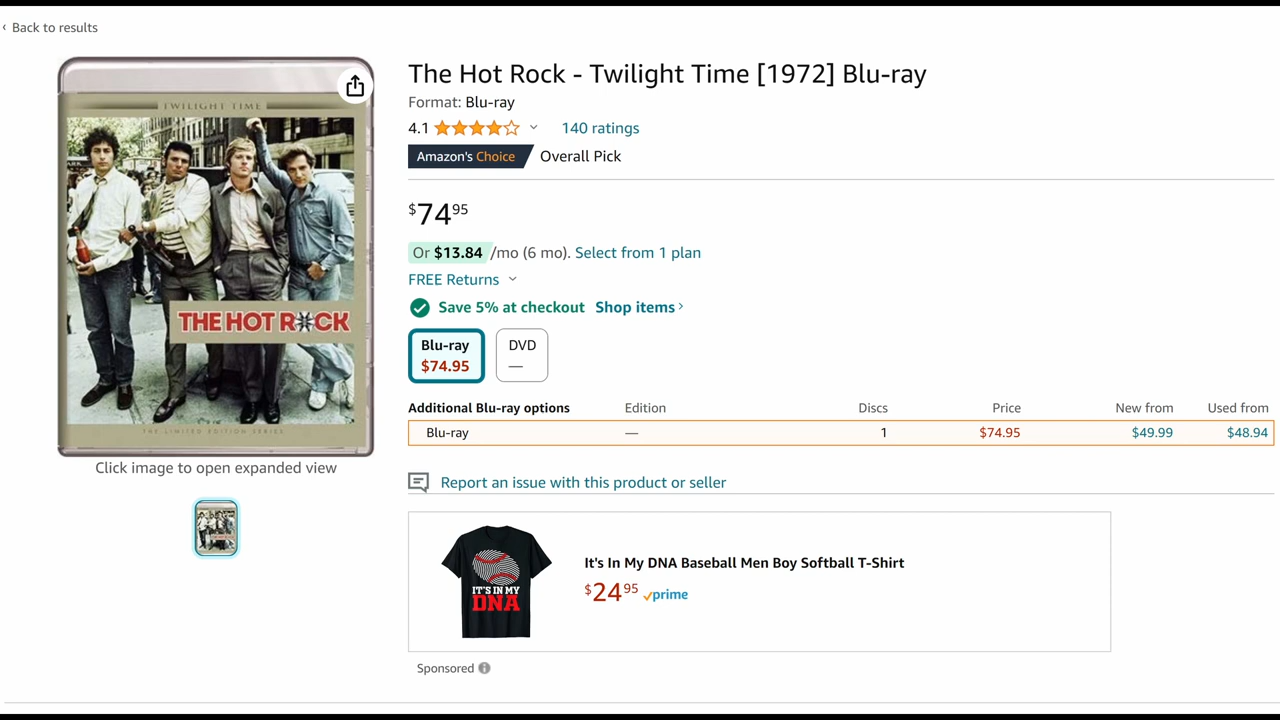 ‹ Back to results
The Hot Rock - Twilight Time [1972] Blu-ray
Format: Blu-ray
4.1 140 ratings
Amazon's Choice Overall Pick
$74 95
Or $13.84 /mo (6 mo). Select from 1 plan
FREE Returns
Save 5% at checkout Shop items ›
Blu-ray DVD
$74.95 —
Additional Blu-ray options Edition Discs Price New from Used from
Blu-ray — 1 $74.95 $49.99 $48.94
Report an issue with this product or seller
It's In My DNA Baseball Men Boy Softball T-Shirt
$24 95 prime
Sponsored
TWILIGHT TIME
THE HOT ROCK
THE LIMITED EDITION SERIES
Click image to open expanded view
IT'S IN MY
DNA